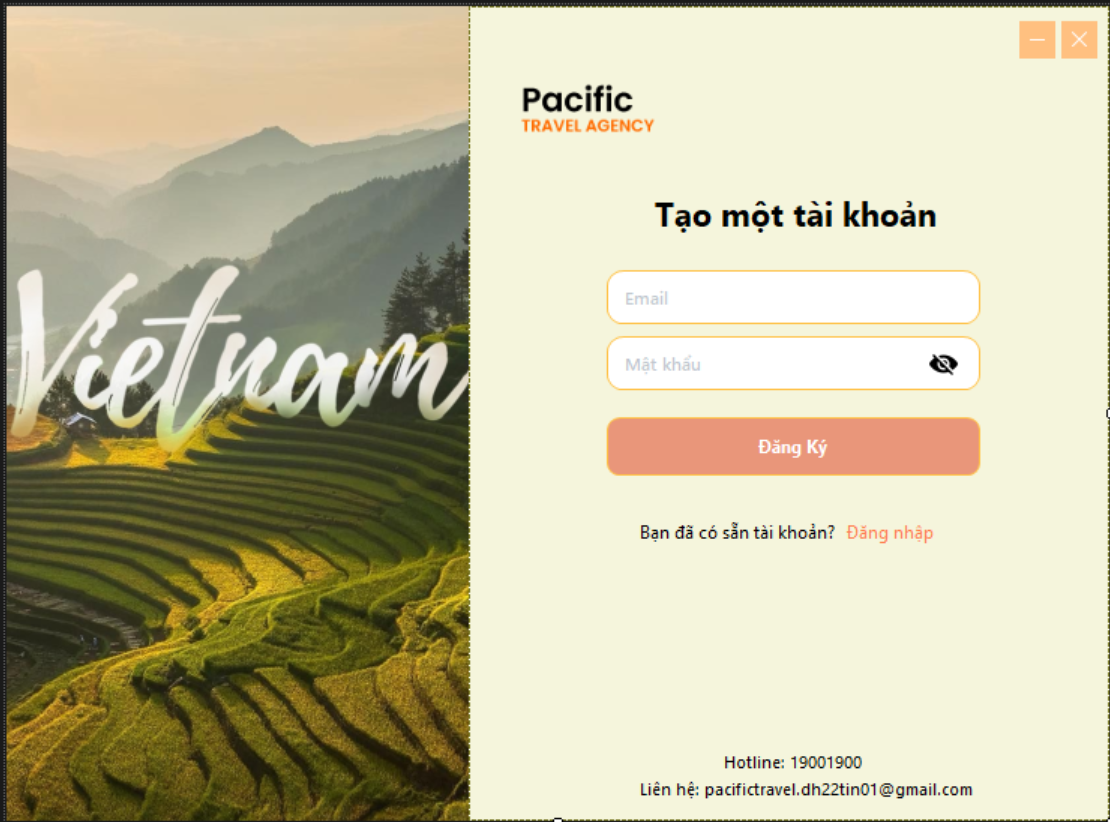 Vietnam
Pacific
TRAVEL AGENCY
Tạo một tài khoản
Email
Mật khẩu
Đăng Ký
Bạn đã có sẵn tài khoản? Đăng nhập
Hotline: 19001900
Liên hệ: pacifictravel.dh22tin01@gmail.com